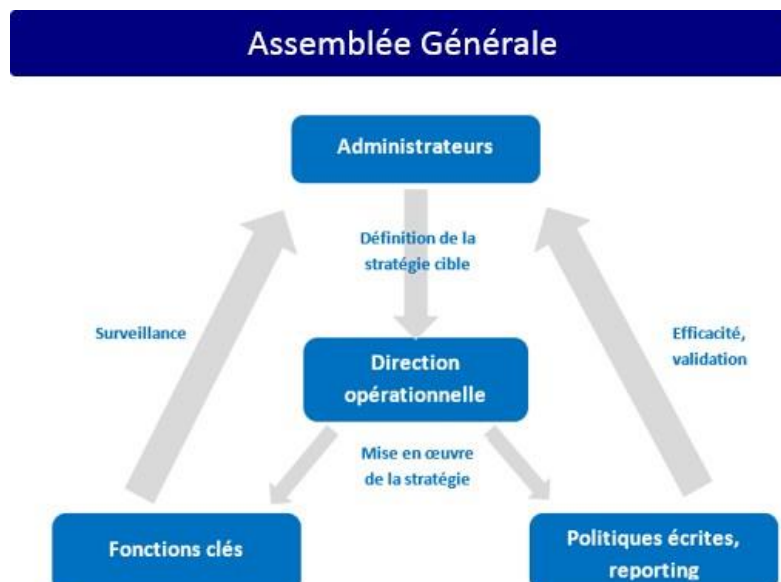 Assemblée Générale
Administrateurs
Définition de la
stratégie cible
Surveillance
Efficacité,
validation
Direction
opérationnelle
Mise en œuvre
de la stratégie
Fonctions clés
Politiques écrites,
reporting